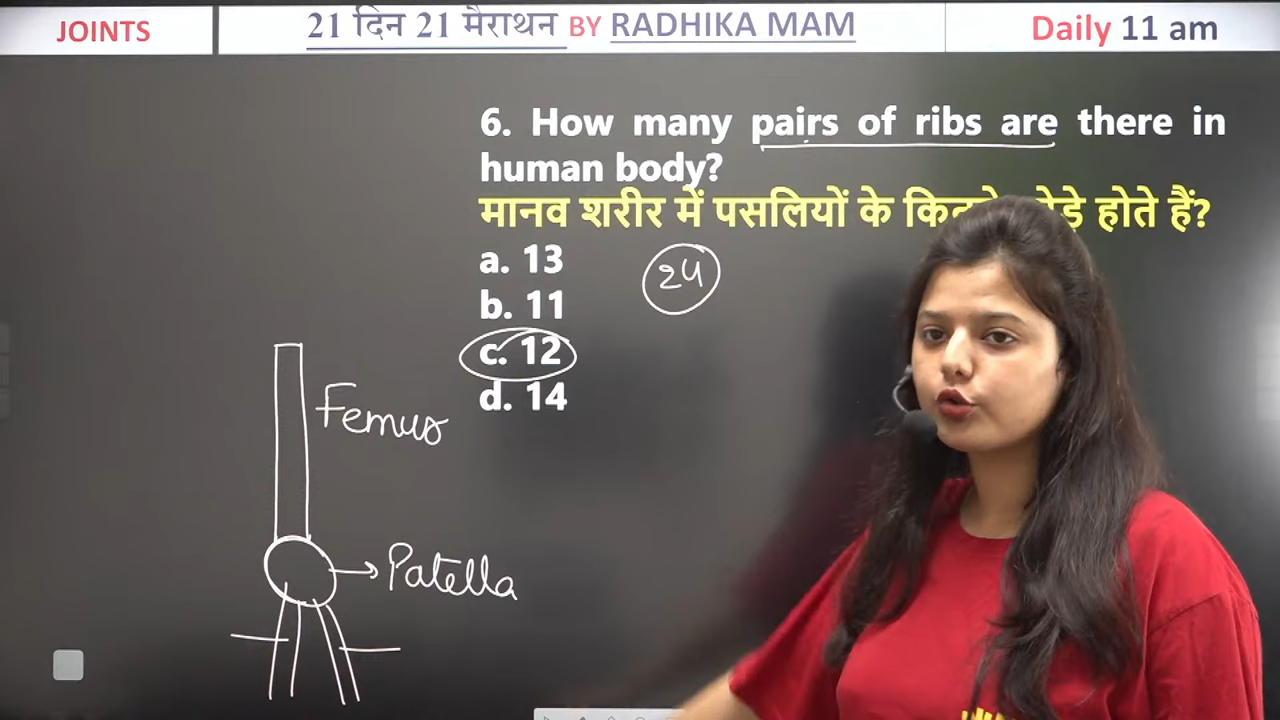 JOINTS
21 दिन 21 मैराथन BY RADHIKA MAM
Daily 11 am
6. How many pairs of ribs are there in
human body?
मानव शरीर में पसलियों के होते हैं?
a. 13
24
b. 11
c. 12
d. 14
Femur
Patella